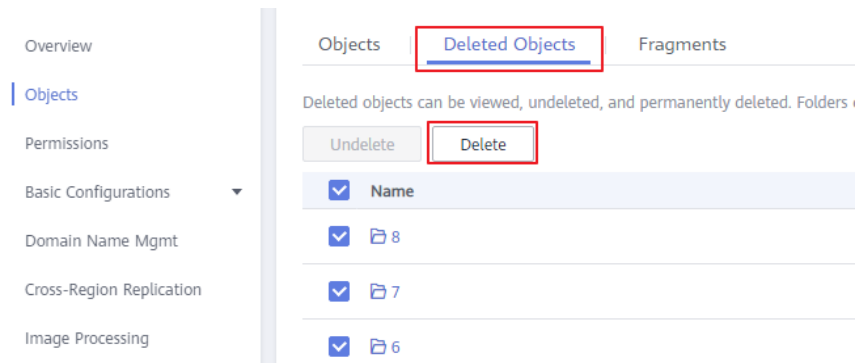 Overview
Objects
Permissions
Basic Configurations
Domain Name Mgmt
Cross-Region Replication
Image Processing
Objects Deleted Objects Fragments
Deleted objects can be viewed, undeleted, and permanently deleted. Folders
Undelete Delete
Name
8
7
6